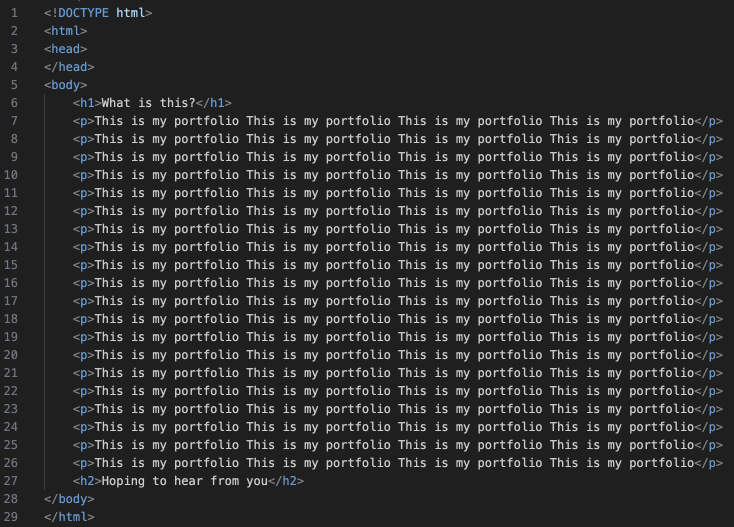 1 <!DOCTYPE html>
2 <html>
3 <head>
4 </head>
5 <body>
6 <h1>What is this?</h1>
7 <p>This is my portfolio This is my portfolio This is my portfolio This is my portfolio</p>
8 <p>This is my portfolio This is my portfolio This is my portfolio This is my portfolio</p>
9 <p>This is my portfolio This is my portfolio This is my portfolio This is my portfolio</p>
10 <p>This is my portfolio This is my portfolio This is my portfolio This is my portfolio</p>
11 <p>This is my portfolio This is my portfolio This is my portfolio This is my portfolio</p>
12 <p>This is my portfolio This is my portfolio This is my portfolio This is my portfolio</p>
13 <p>This is my portfolio This is my portfolio This is my portfolio This is my portfolio</p>
14 <p>This is my portfolio This is my portfolio This is my portfolio This is my portfolio</p>
15 <p>This is my portfolio This is my portfolio This is my portfolio This is my portfolio</p>
16 <p>This is my portfolio This is my portfolio This is my portfolio This is my portfolio</p>
17 <p>This is my portfolio This is my portfolio This is my portfolio This is my portfolio</p>
18 <p>This is my portfolio This is my portfolio This is my portfolio This is my portfolio</p>
19 <p>This is my portfolio This is my portfolio This is my portfolio This is my portfolio</p>
20 <p>This is my portfolio This is my portfolio This is my portfolio This is my portfolio</p>
21 <p>This is my portfolio This is my portfolio This is my portfolio This is my portfolio</p>
22 <p>This is my portfolio This is my portfolio This is my portfolio This is my portfolio</p>
23 <p>This is my portfolio This is my portfolio This is my portfolio This is my portfolio</p>
24 <p>This is my portfolio This is my portfolio This is my portfolio This is my portfolio</p>
25 <p>This is my portfolio This is my portfolio This is my portfolio This is my portfolio</p>
26 <p>This is my portfolio This is my portfolio This is my portfolio This is my portfolio</p>
27 <h2>Hoping to hear from you</h2>
28 </body>
29 </html>